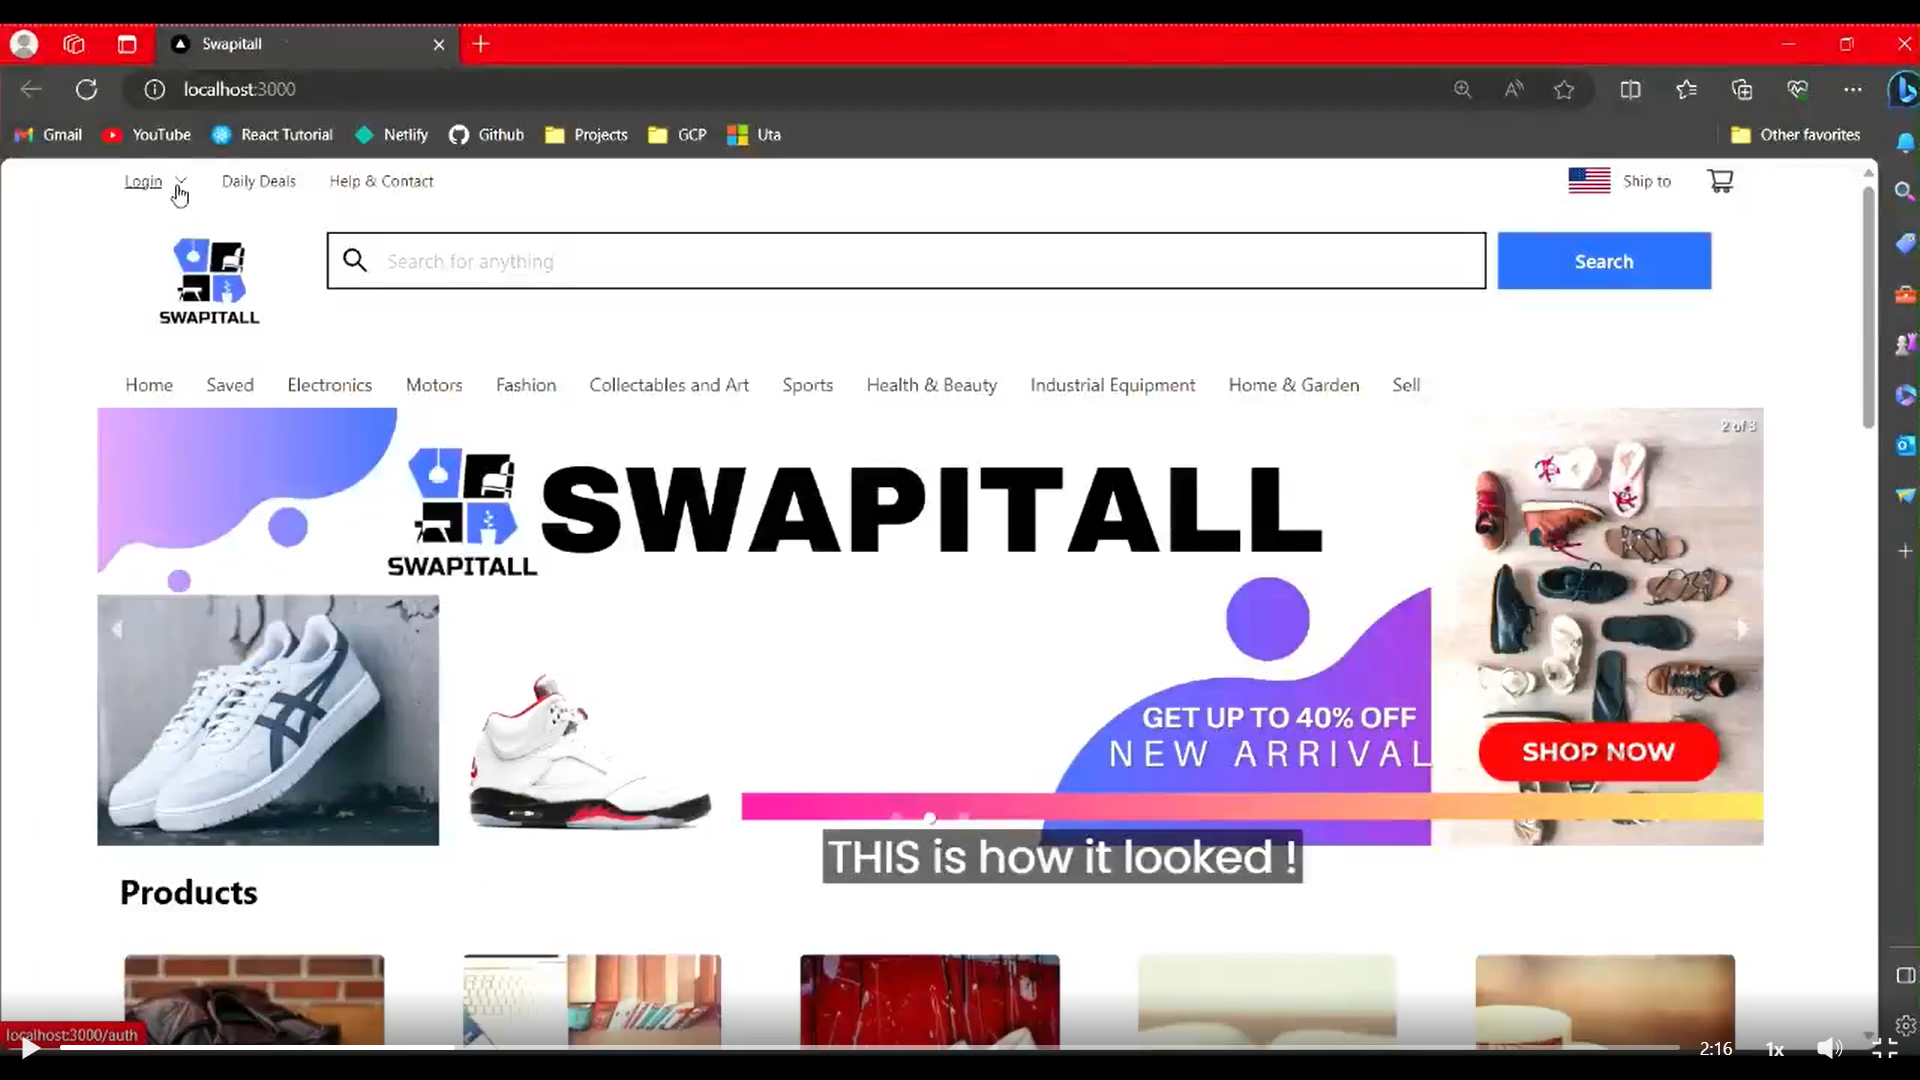 Swapitall
localhost:3000
Gmail YouTube React Tutorial Netlify Github Projects GCP Uta Other favorites
Login Daily Deals Help & Contact Ship to
Search for anything Search
SWAPITALL
Home Saved Electronics Motors Fashion Collectables and Art Sports Health & Beauty Industrial Equipment Home & Garden Sell
2 of 3
SWAPITALL
SWAPITALL
GET UP TO 40% OFF
NEW ARRIVAL
SHOP NOW
THIS is how it looked !
Products
localhost:3000/auth
2:16 1x